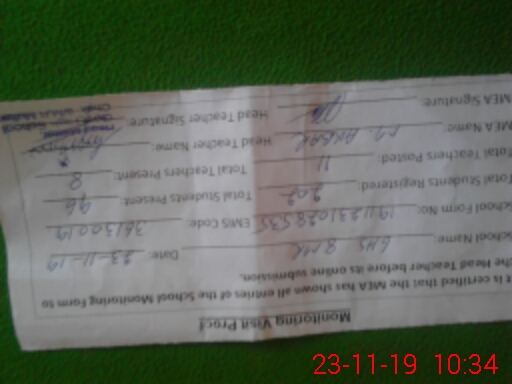 Monitoring Visit Proof
It is certified that the MEA has shown all entries of the School Monitoring Form to
the Head Teacher before its online submission.
School Name: GHS 8 MR Date: 23-11-19
School Form No: EMIS Code: 36130019
Total Students Registered: 202 Total Students Present: 96
Total Teachers Posted: 11 Total Teachers Present: 8
MEA Name: M. AKBAR Head Teacher Name:
MEA Signature: Head Teacher Signature:
23-11-19 10:34